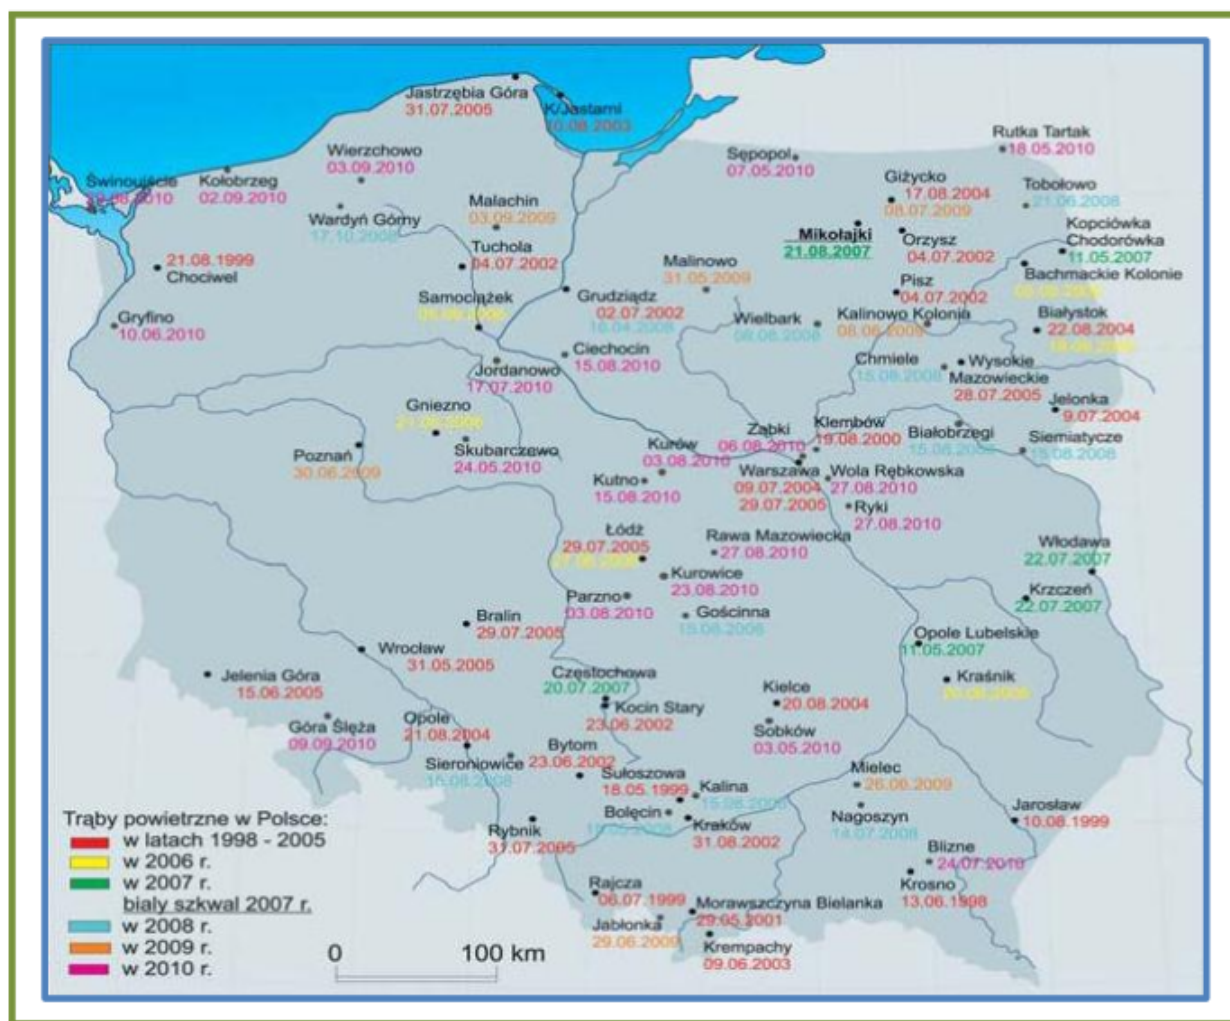 Jastrzębia Góra
31.07.2005
K/Jastarni
10.08.2003
Rutka Tartak
18.05.2010
Wierzchowo
03.09.2010
Sępopol
07.05.2010
Świnoujście
Kołobrzeg
02.09.2010
Giżycko
17.08.2004
08.07.2009
Tobołowo
21.06.2008
Malachin
03.09.2009
Wardyń Górny
17.10.2008
Kopciówka
Mikołajki
21.08.2007
Orzysz
04.07.2002
Chodorówka
11.05.2007
Tuchola
04.07.2002
21.08.1999
Chociwel
Malinowo
31.05.2009
Bachmackie Kolonie
Pisz
04.07.2002
Samociążek
Grudziądz
02.07.2002
16.04.2008
Gryfino
10.06.2010
Wielbark
Kalinowo Kolonia
08.06.2009
Białystok
22.08.2004
Ciechocin
15.08.2010
Chmiele
15.08.2008
Wysokie
Mazowieckie
28.07.2005
Jordanowo
17.07.2010
Jelonka
9.07.2004
Gniezno
Klembów
19.08.2000
Ząbki
06.08.2010
Białobrzegi
15.08.2008
Siemiatycze
15.08.2008
Poznań
30.06.2009
Skubarczewo
24.05.2010
Kurów
03.08.2010
Kutno
15.08.2010
Warszawa
09.07.2004
29.07.2005
Wola Rębkowska
27.08.2010
Ryki
27.08.2010
Łódź
29.07.2005
Rawa Mazowiecka
27.08.2010
Włodawa
22.07.2007
Kurowice
23.08.2010
Parzno
03.08.2010
Krzczeń
22.07.2007
Gościnna
15.08.2008
Bralin
29.07.2005
Wrocław
31.05.2005
Opole Lubelskie
11.05.2007
Jelenia Góra
15.06.2005
Częstochowa
20.07.2007
Kraśnik
Kielce
20.08.2004
Kocin Stary
23.06.2002
Góra Ślęża
09.09.2010
Opole
21.08.2004
Sobków
03.05.2010
Sieroniowice
15.08.2008
Bytom
23.06.2002
Sułoszowa
18.05.1999
Kalina
15.08.2008
Mielec
26.06.2009
Bolęcin
Nagoszyn
14.07.2008
Jarosław
10.08.1999
Rybnik
31.07.2005
Kraków
31.08.2002
Blizne
24.07.2010
Krosno
13.06.1998
Rajcza
06.07.1999
Morawszczyna Bielanka
29.05.2001
Jabłonka
29.06.2009
Krempachy
09.06.2003
Trąby powietrzne w Polsce:
w latach 1998 - 2005
w 2006 r.
w 2007 r.
biały szkwal 2007 r.
w 2008 r.
w 2009 r.
w 2010 r.
0 100 km